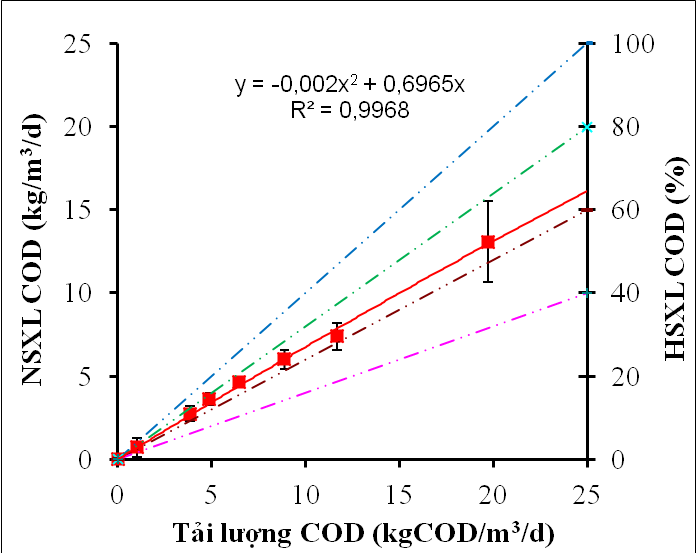 y = -0,002x² + 0,6965x
R² = 0,9968
NSXL COD (kg/m³/d)
25
20
15
10
5
0
HSXL COD (%)
100
80
60
40
20
0
0 5 10 15 20 25
Tải lượng COD (kgCOD/m³/d)